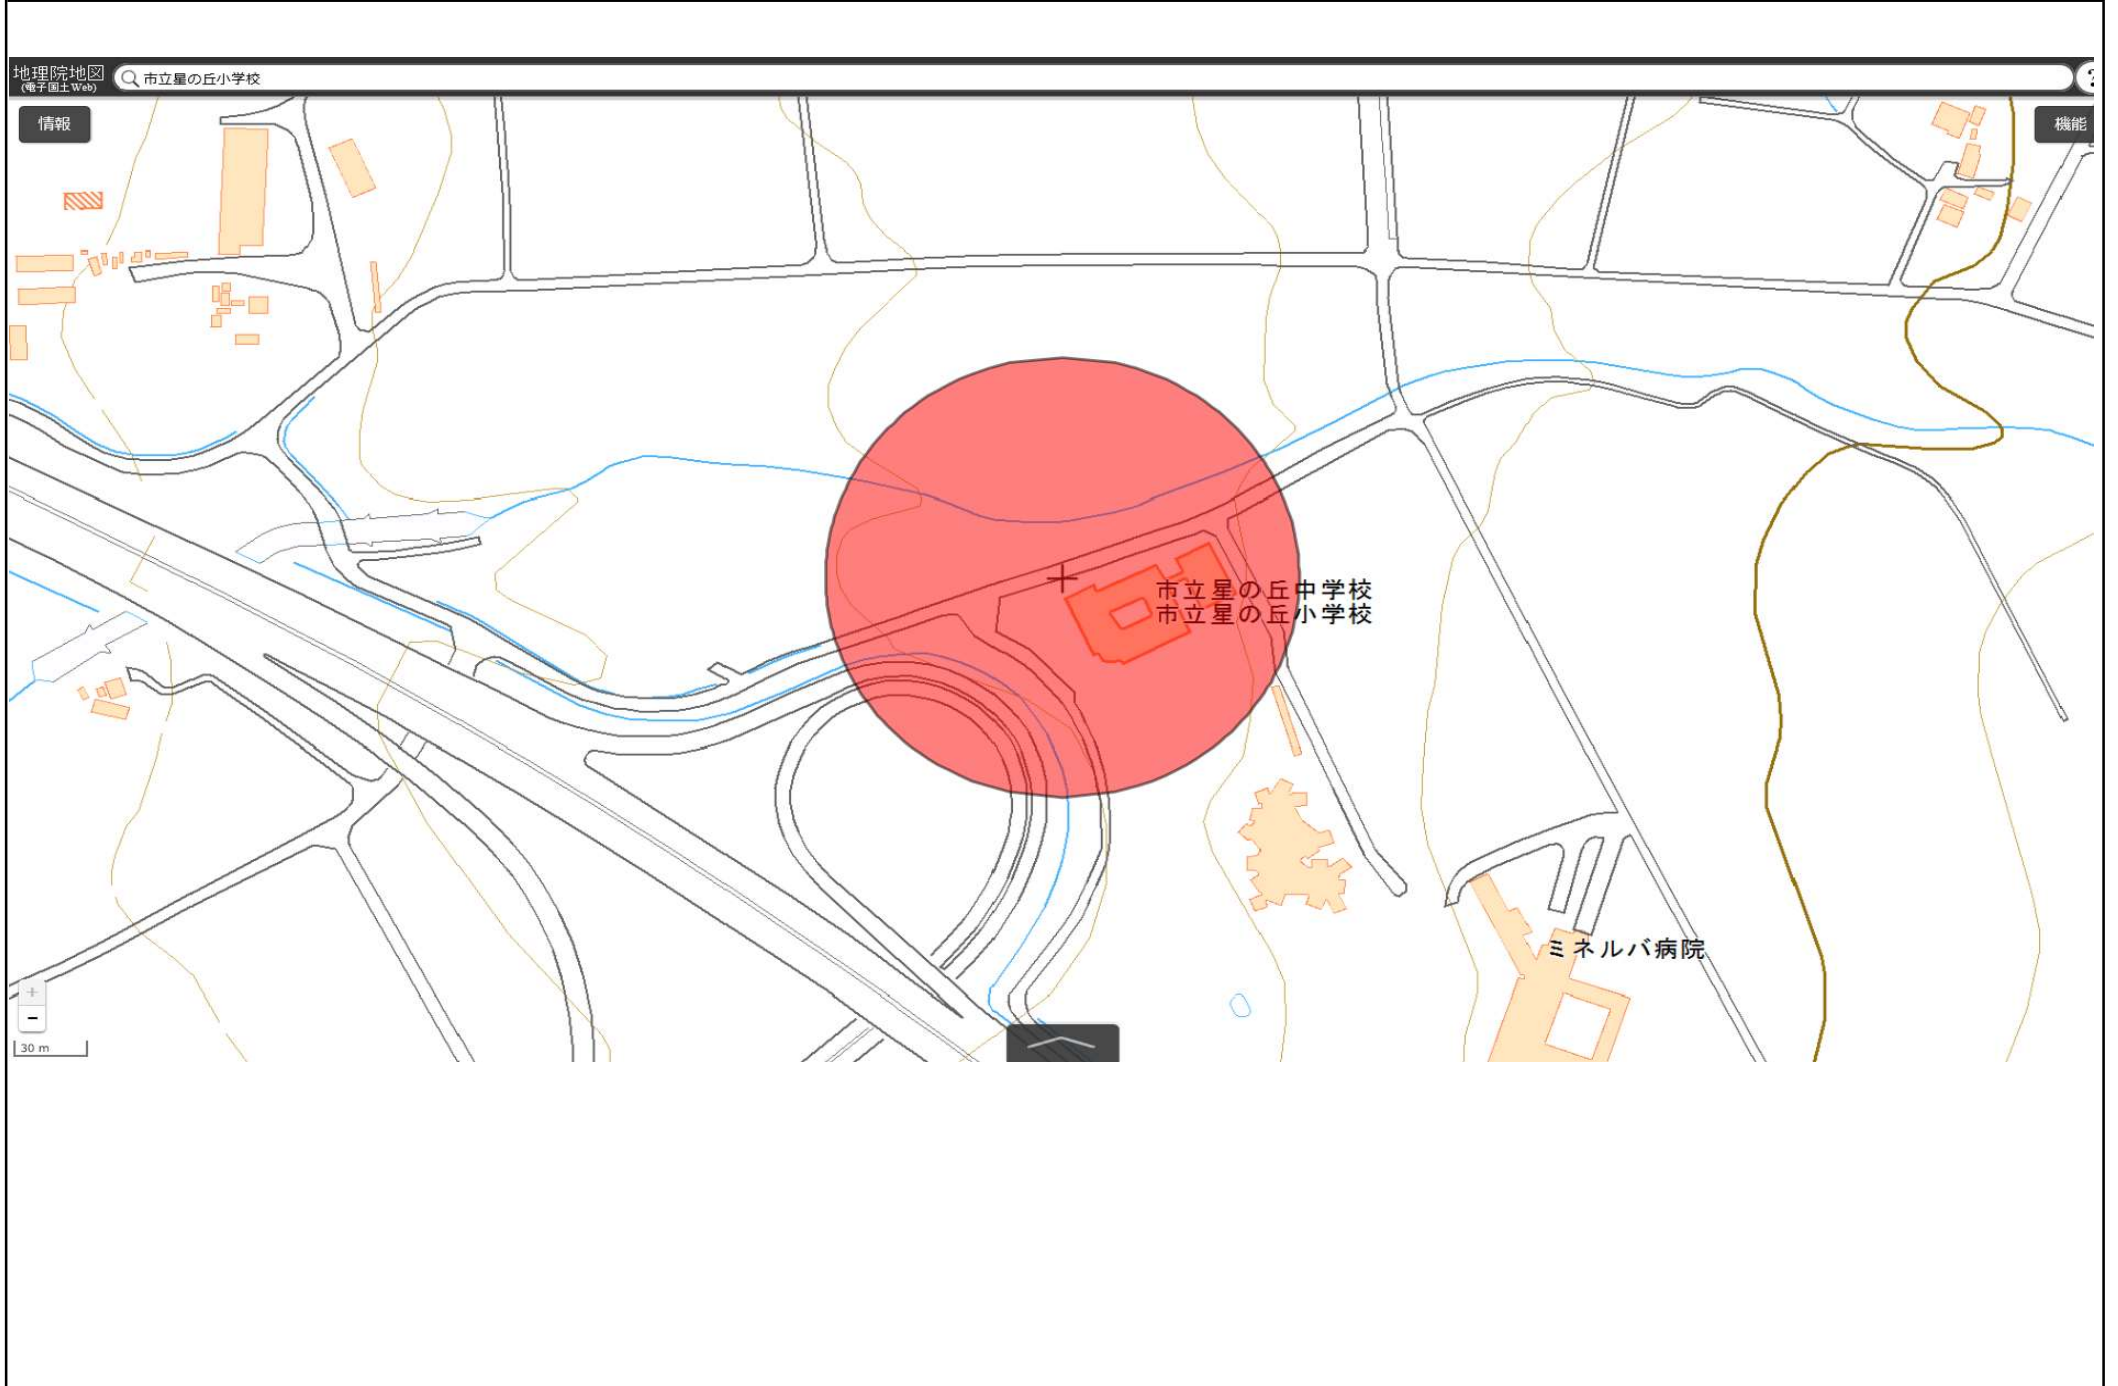 地理院地図
(電子国土Web)
市立星の丘小学校
?
情報
機能
市立星の丘中学校
市立星の丘小学校
ミネルバ病院
+
−
30 m